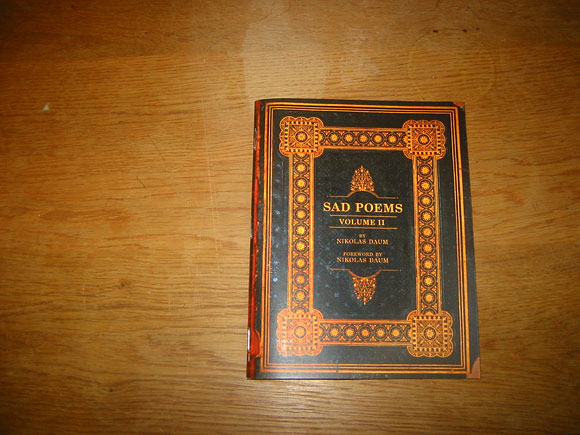 SAD POEMS
VOLUME II
BY
NIKOLAS DAUM
FOREWORD BY
NIKOLAS DAUM